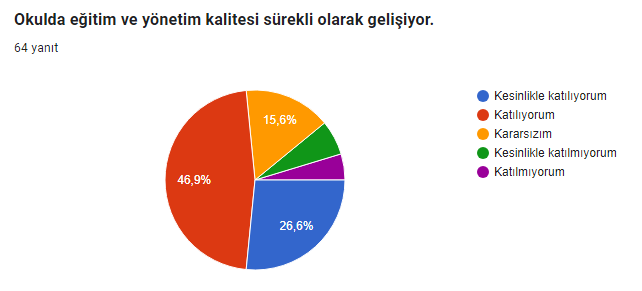 Okulda eğitim ve yönetim kalitesi sürekli olarak gelişiyor.
64 yanıt
Kesinlikle katılıyorum
Katılıyorum
Kararsızım
Kesinlikle katılmıyorum
Katılmıyorum
15,6%
46,9%
26,6%